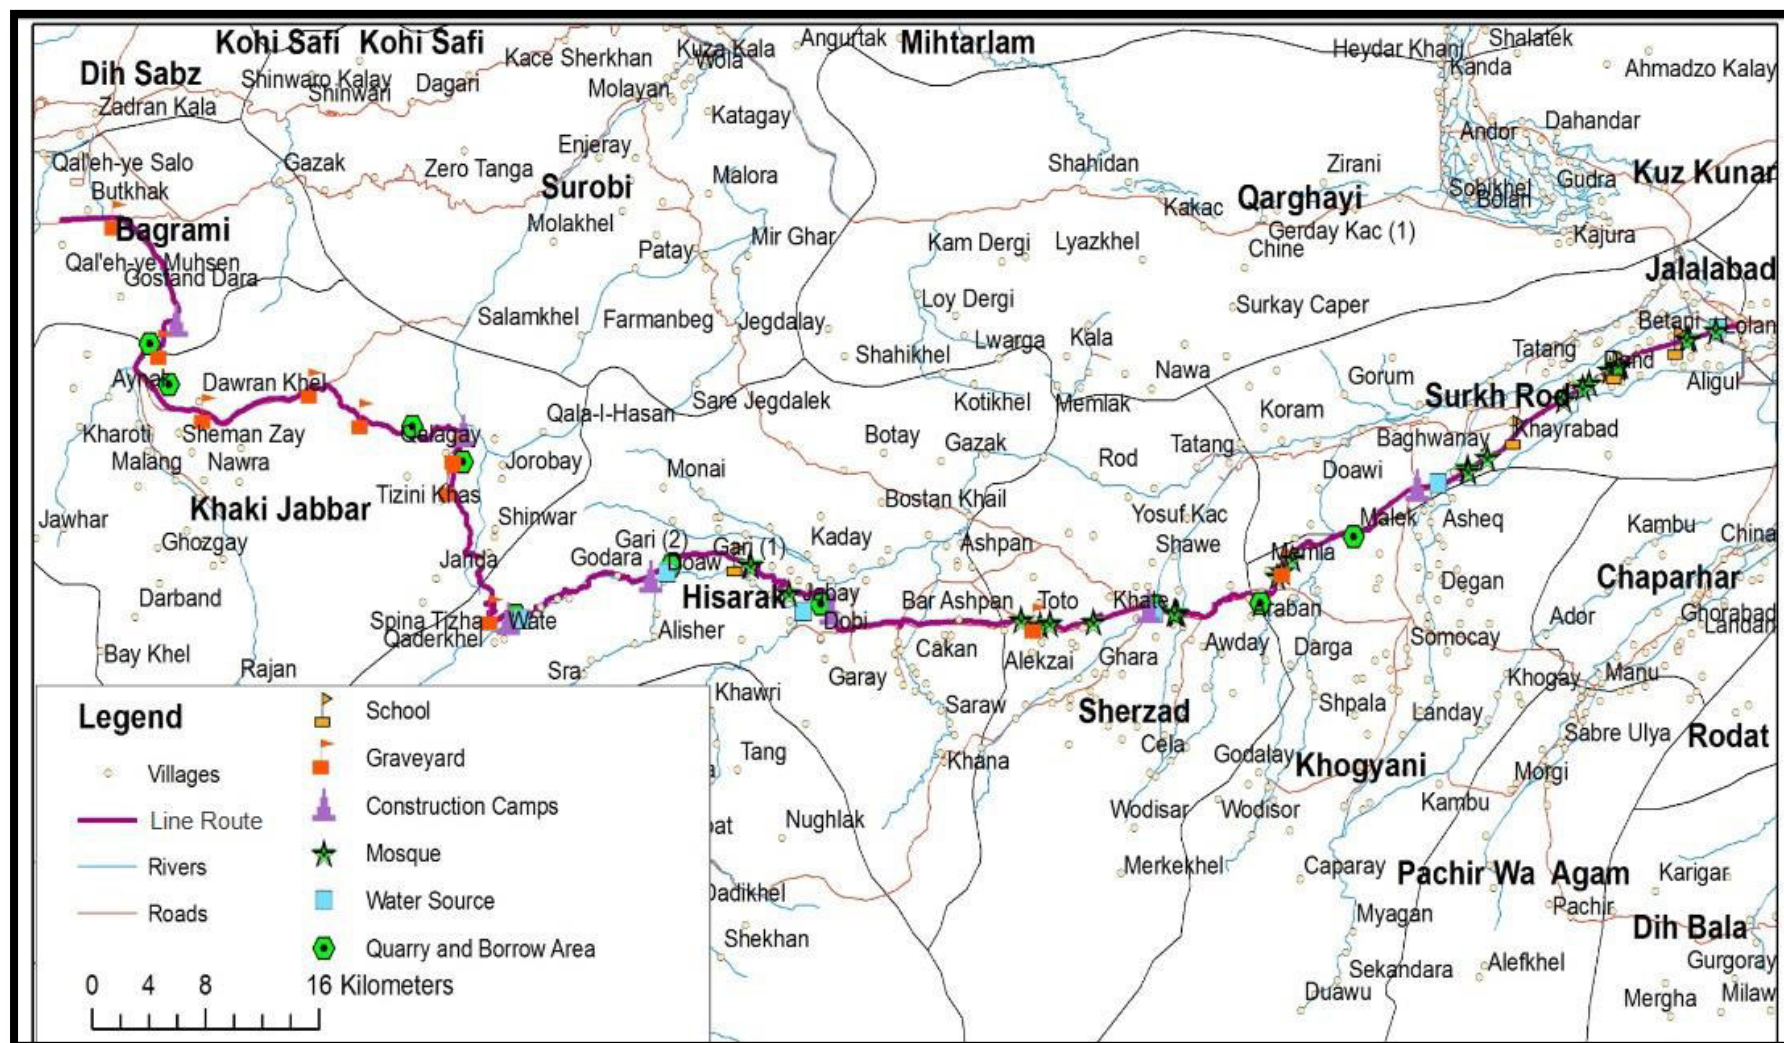 Kohi Safi Kohi Safi
Mihtarlam
Angurtak
Kuza Kala
Wola
Heydar Khani
Shalatek
Kanda
Ahmadzo Kalay
Dih Sabz
Shinwaro Kalay
Shinwari
Dagari
Kace Sherkhan
Molayan
Zadran Kala
Katagay
Andor
Dahandar
Enjeray
Qal'eh-ye Salo
Gazak
Zero Tanga
Malora
Shahidan
Zirani
Sobikhel
Bolan
Gudra
Kuz Kunar
Butkhak
Surobi
Qarghayi
Kakac
Bagrami
Molakhel
Patay
Mir Ghar
Kam Dergi
Lyazkhel
Gerday Kac (1)
Chine
Kajura
Qal'eh-ye Muhsen
Gostand Dara
Jalalabad
Loy Dergi
Surkay Caper
Salamkhel
Farmanbeg
Jegdalay
Betani
Lolan
Lwarga
Kala
Shahikhel
Tatang
Nawa
Gorum
Aligul
Dawran Khel
Surkh Rod
Sare Jegdalek
Kotikhel
Memlak
Koram
Qala-I-Hasan
Kharoti
Sheman Zay
Qalagay
Botay
Gazak
Tatang
Baghwanay
Khayrabad
Malang
Nawra
Jorobay
Monai
Rod
Doawi
Tizini Khas
Bostan Khail
Khaki Jabbar
Jawhar
Shinwar
Yosuf Kac
Malek
Asheq
Kambu
China
Ghozgay
Gari (2)
Gari (1)
Kaday
Ashpan
Shawe
Memla
Janda
Godara
Doaw
Degan
Chaparhar
Darband
Hisarak
Jabay
Bar Ashpan
Toto
Khate
Araban
Ador
Ghorabad
Landan
Spina Tizha
Wate
Qaderkhel
Alisher
Dobi
Cakan
Alekzai
Ghara
Awday
Darga
Somocay
Bay Khel
Rajan
Sra
Garay
Khogay
Manu
Khawri
Saraw
Sherzad
Shpala
Landay
Sabre Ulya
Rodat
Tang
Khana
Cela
Godalay
Khogyani
Morgi
Nughlak
Wodisar
Wodisor
Kambu
Merkekhel
Caparay
Pachir Wa Agam
Karigar
Dadikhel
Myagan
Pachir
Dih Bala
Shekhan
Sekandara
Alefkhel
Gurgoray
Duawu
Mergha
Milaw
Legend
Villages
Line Route
Rivers
Roads
School
Graveyard
Construction Camps
Mosque
Water Source
Quarry and Borrow Area
0 4 8 16 Kilometers